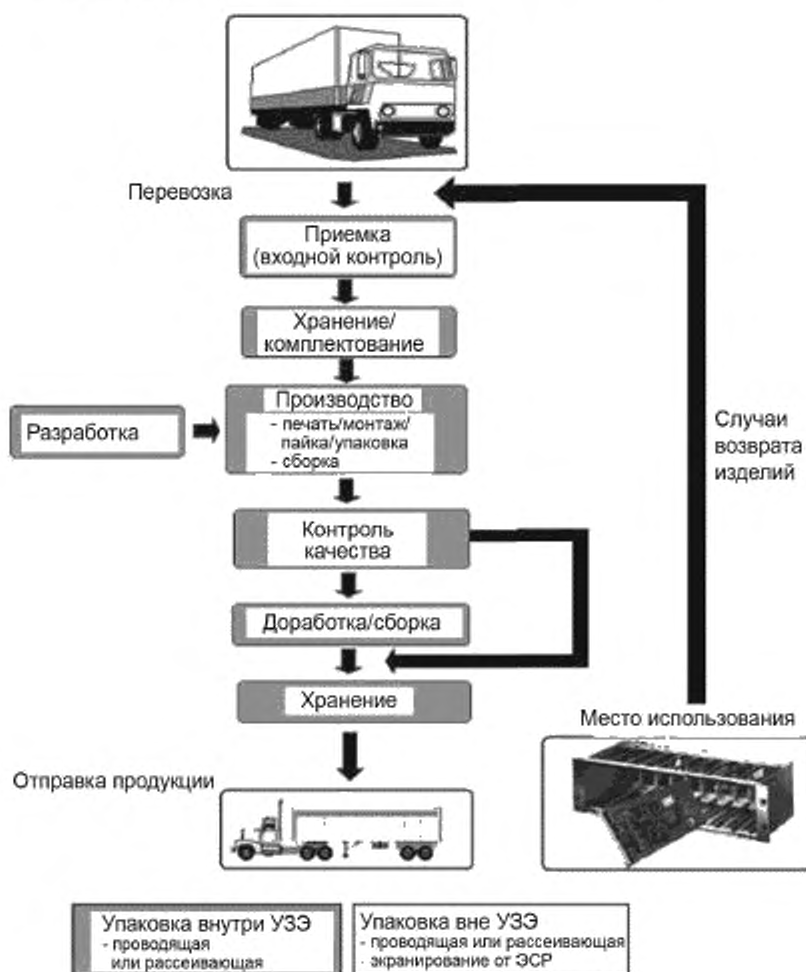 Перевозка
Приемка
(входной контроль)
Хранение/
комплектование
Производство
- печать/монтаж/
пайка/упаковка
- сборка
Разработка
Случаи
возврата
изделий
Контроль
качества
Доработка/сборка
Хранение
Место использования
Отправка продукции
Упаковка внутри УЗЭ
- проводящая
или рассеивающая
Упаковка вне УЗЭ
- проводящая или рассеивающая
- экранирование от ЭСР